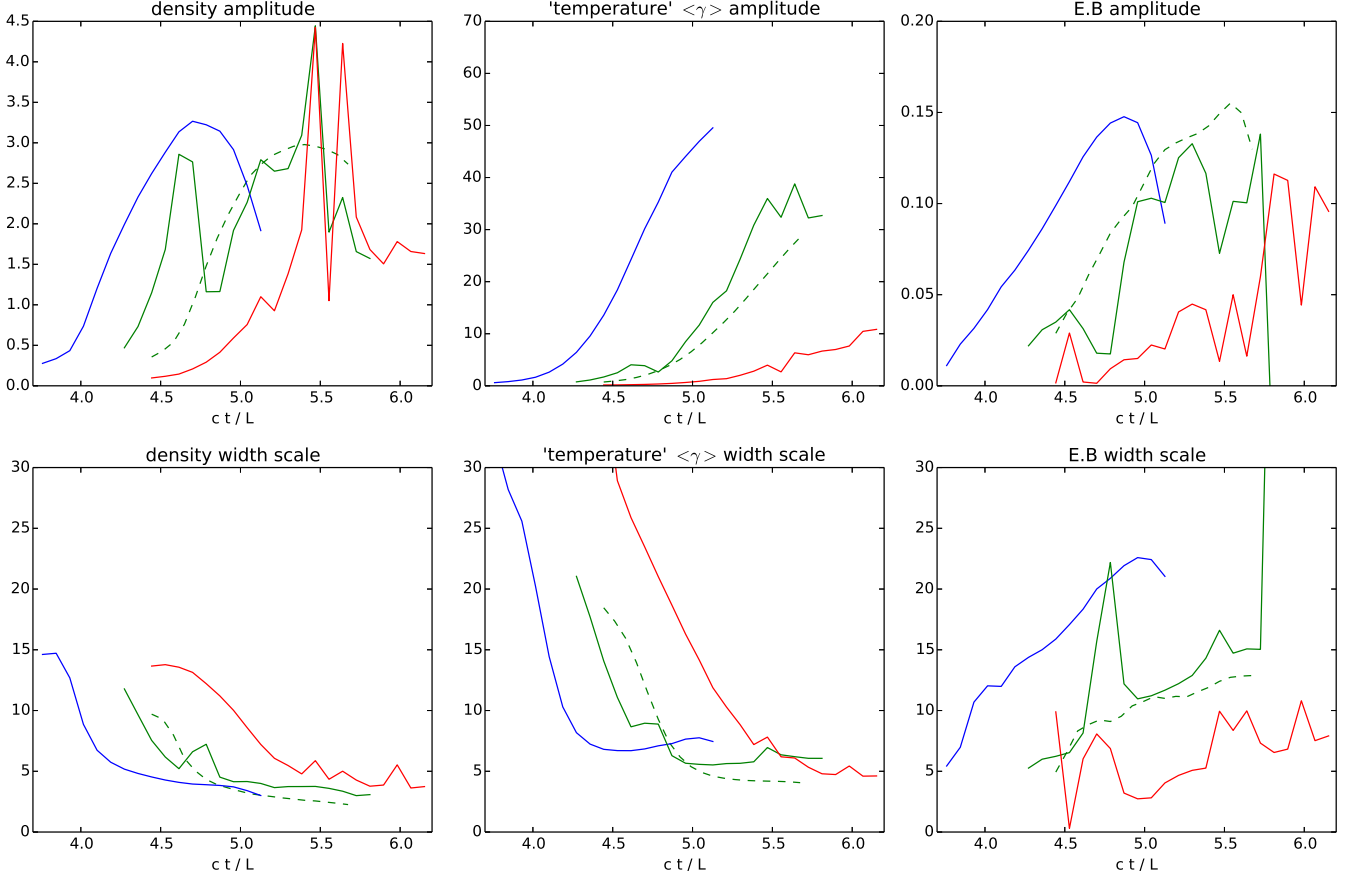 density amplitude
4.5
4.0
3.5
3.0
2.5
2.0
1.5
1.0
0.5
0.0
4.0 4.5 5.0 5.5 6.0
c t / L
'temperature' <γ> amplitude
70
60
50
40
30
20
10
0
4.0 4.5 5.0 5.5 6.0
c t / L
E.B amplitude
0.20
0.15
0.10
0.05
0.00
4.0 4.5 5.0 5.5 6.0
c t / L
density width scale
30
25
20
15
10
5
0
4.0 4.5 5.0 5.5 6.0
c t / L
'temperature' <γ> width scale
30
25
20
15
10
5
0
4.0 4.5 5.0 5.5 6.0
c t / L
E.B width scale
30
25
20
15
10
5
0
4.0 4.5 5.0 5.5 6.0
c t / L